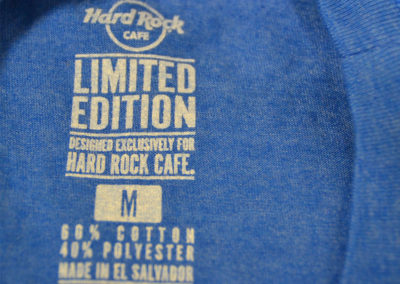 Hard Rock
CAFE
LIMITED
EDITION
DESIGNED EXCLUSIVELY FOR
HARD ROCK CAFE.
M
60% COTTON
40% POLYESTER
MADE IN EL SALVADOR